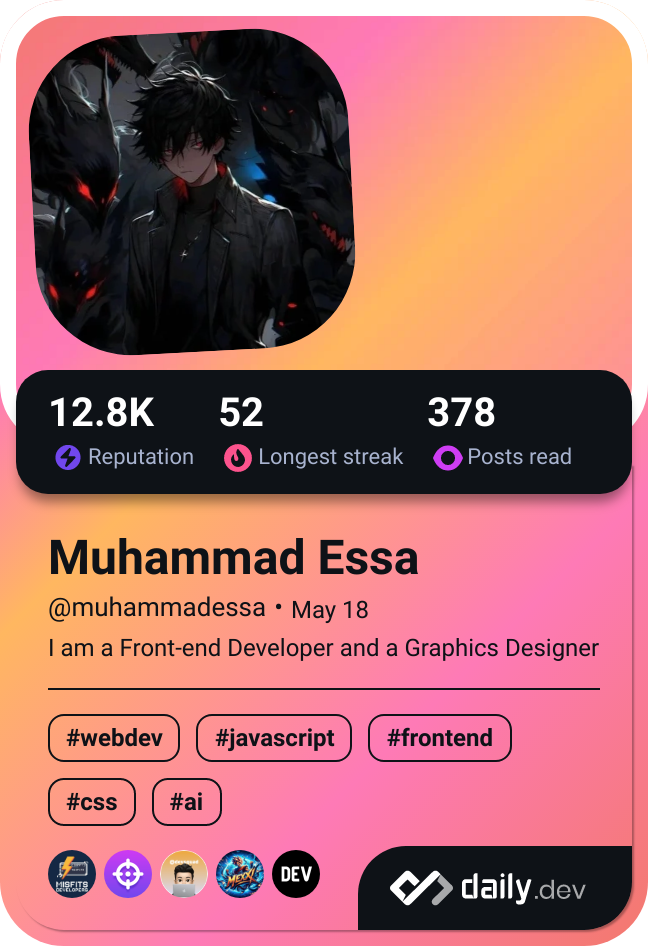 12.8K 52 378
Reputation Longest streak Posts read
Muhammad Essa
@muhammadessa • May 18
I am a Front-end Developer and a Graphics Designer
#webdev #javascript #frontend
#css #ai
MISFITS
DEVELOPERS
DEV
daily.dev